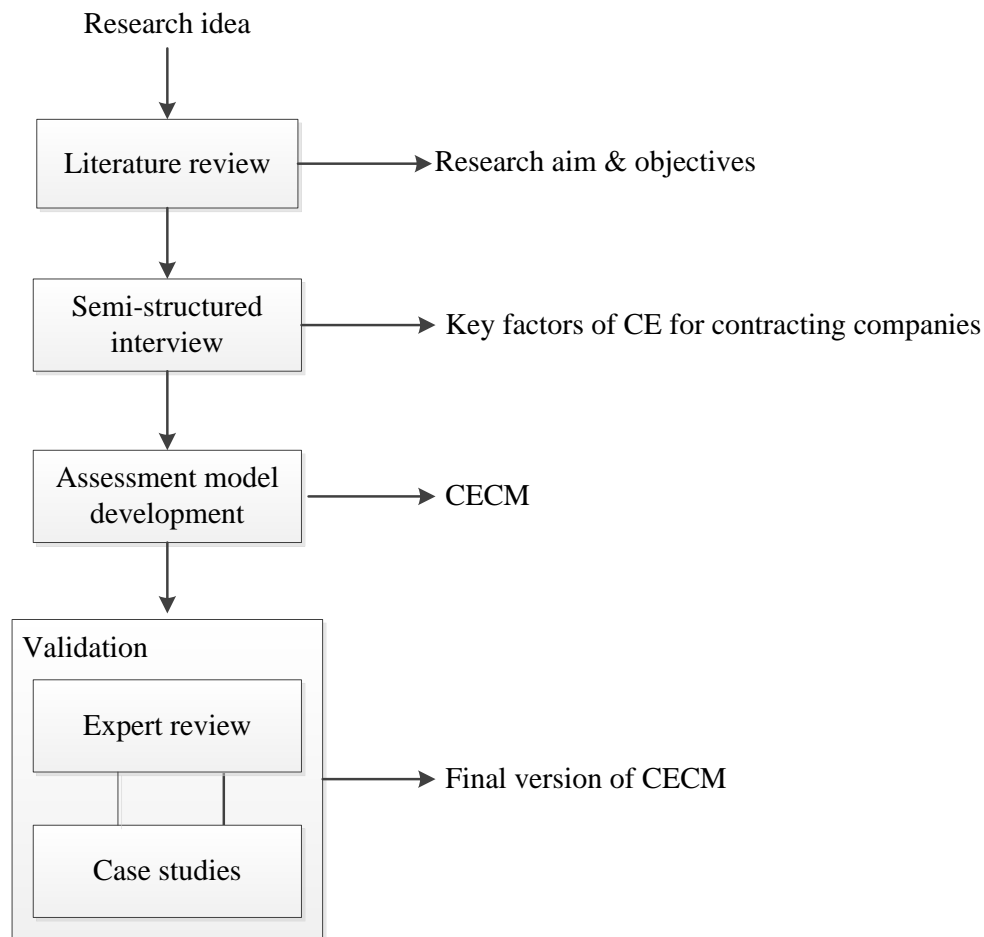 Research idea
Literature review
Research aim & objectives
Semi-structured
interview
Key factors of CE for contracting companies
Assessment model
development
CECM
Validation
Expert review
Final version of CECM
Case studies